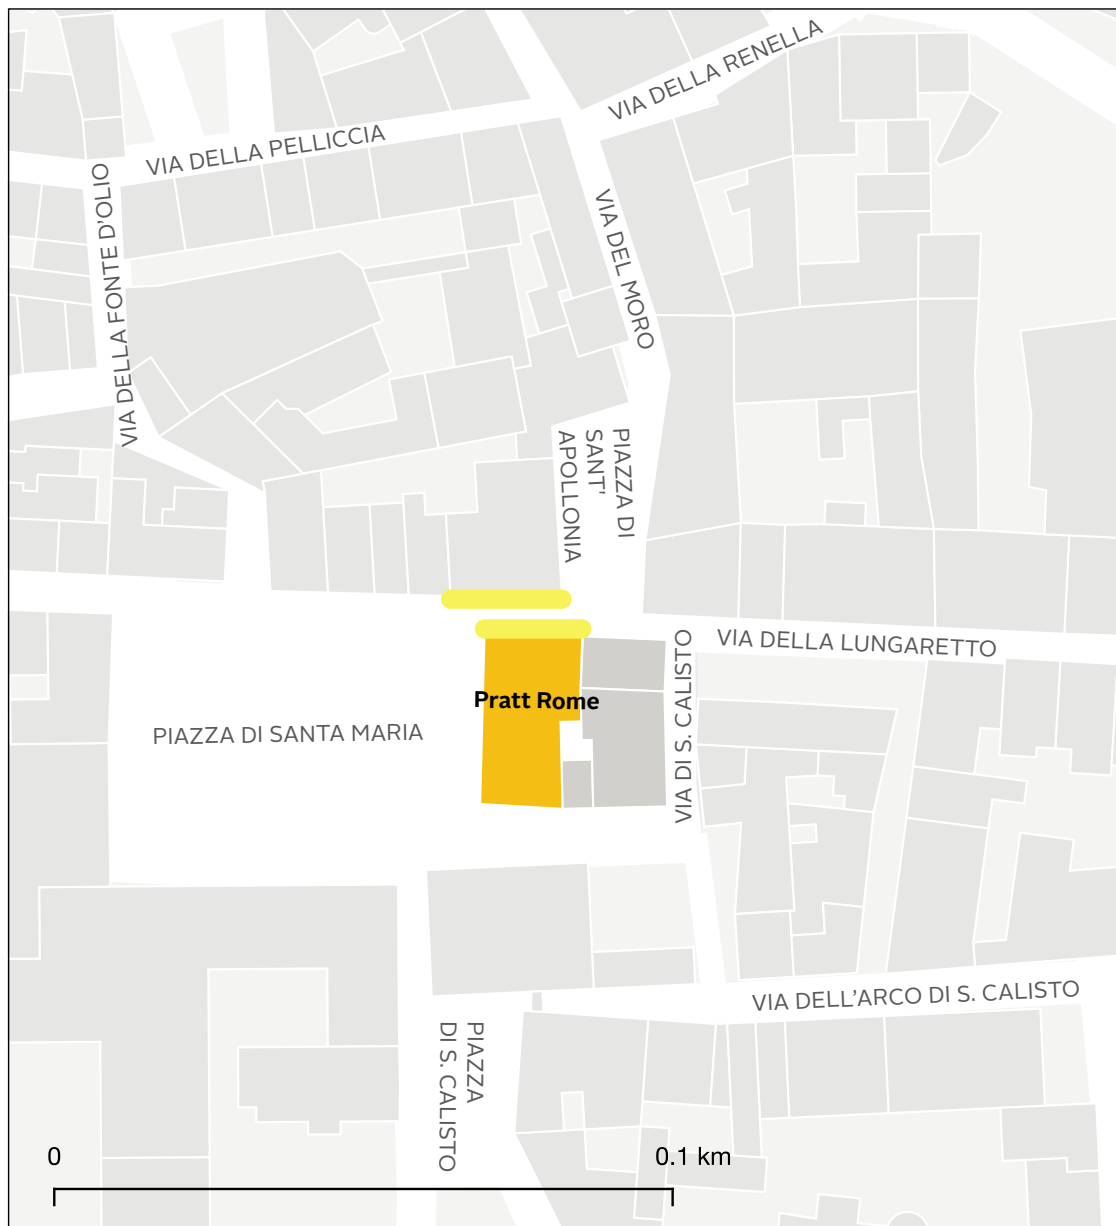 VIA DELLA RENELLA
VIA DELLA PELLICCIA
VIA DELLA FONTE D'OLIO
VIA DEL MORO
PIAZZA DI
SANT'
APOLLONIA
VIA DELLA LUNGARETTO
VIA DI S. CALISTO
Pratt Rome
PIAZZA DI SANTA MARIA
VIA DELL'ARCO DI S. CALISTO
PIAZZA
DI S. CALISTO
0
0.1 km